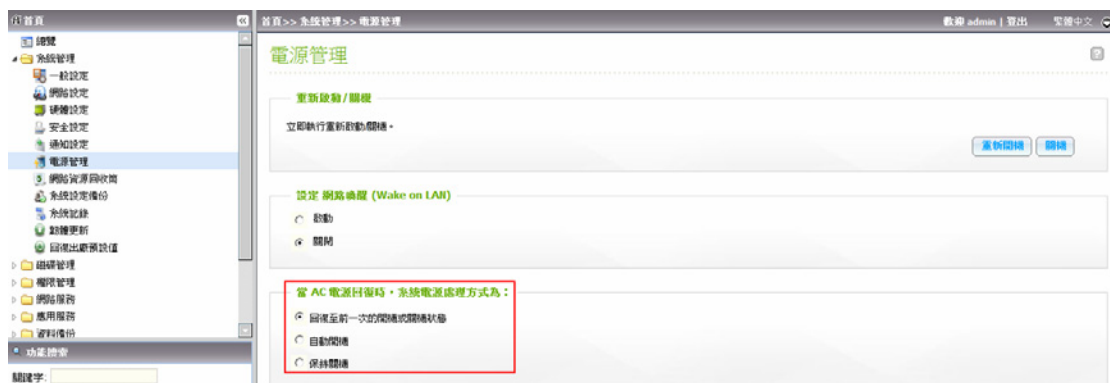 首頁
首頁>> 系統管理>> 電源管理
歡迎 admin | 登出 繁體中文
總覽
系統管理
一般設定
網路設定
硬體設定
安全設定
通知設定
電源管理
網路資源回收筒
系統設定備份
系統記錄
韌體更新
回復出廠預設值
磁碟管理
權限管理
網路服務
應用服務
資料備份
功能搜索
關鍵字:
電源管理
重新啟動/關機
立即執行重新啟動/關機。
重新開機 關機
設定 網路喚醒 (Wake on LAN)
啟動
關閉
當 AC 電源回復時，系統電源處理方式為：
回復至前一次的開機或關機狀態
自動開機
保持關機